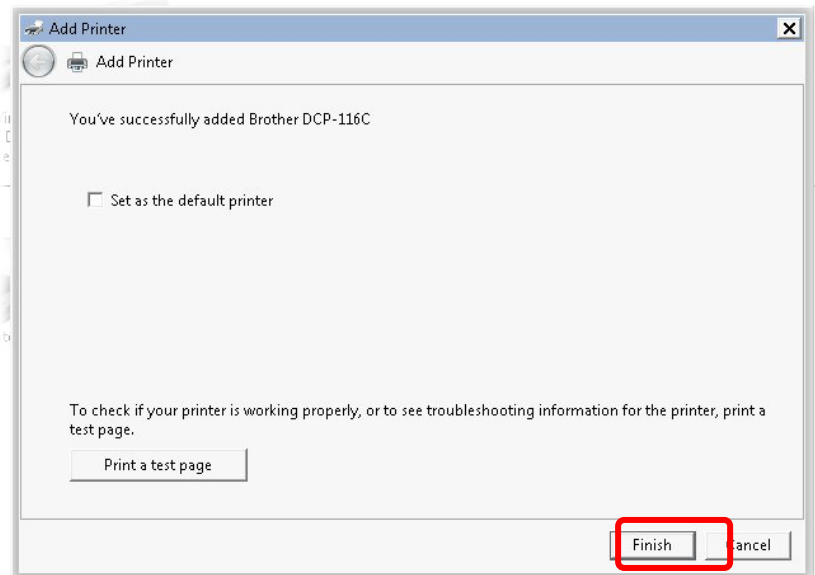 Add Printer
Add Printer
You've successfully added Brother DCP-116C
Set as the default printer
To check if your printer is working properly, or to see troubleshooting information for the printer, print a
test page.
Print a test page
Finish
Cancel